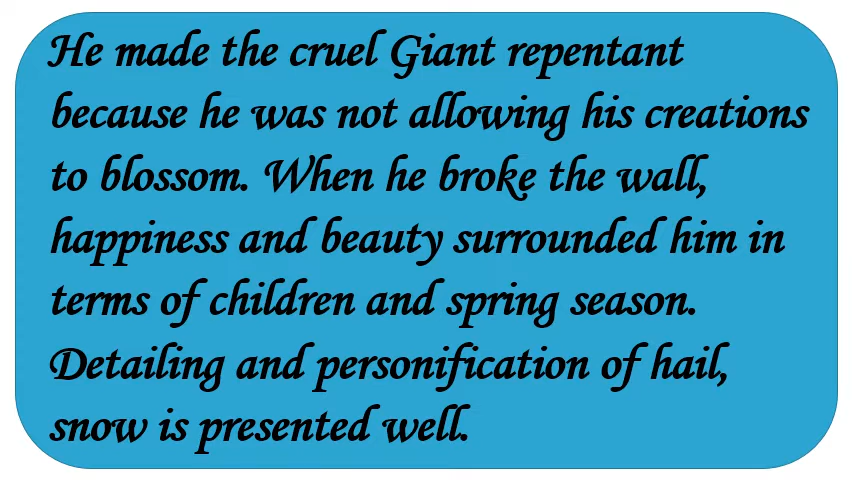 He made the cruel Giant repentant
because he was not allowing his creations
to blossom. When he broke the wall,
happiness and beauty surrounded him in
terms of children and spring season.
Detailing and personification of hail,
snow is presented well.